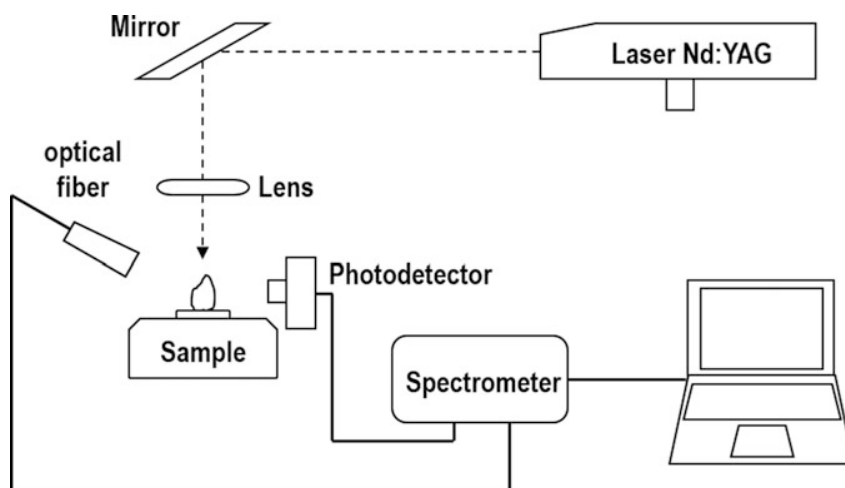 Mirror
Laser Nd:YAG
optical
fiber
Lens
Photodetector
Sample
Spectrometer